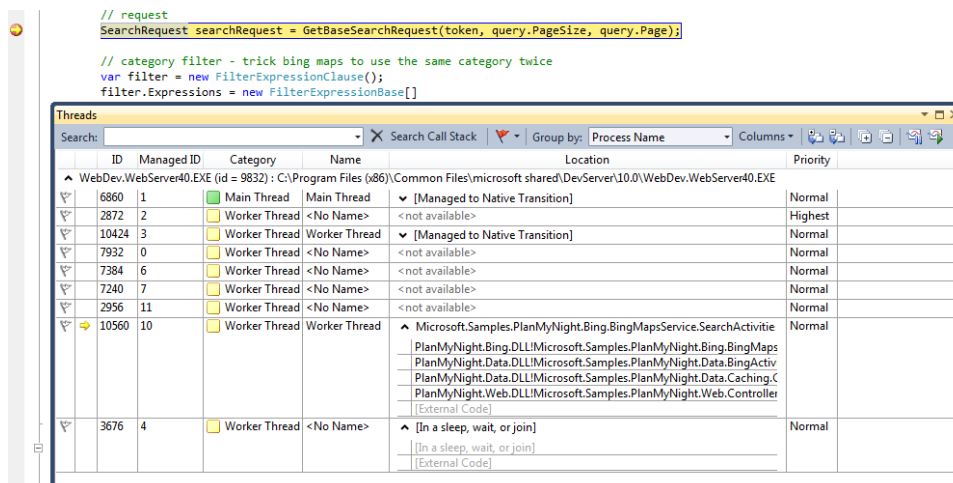 // request
SearchRequest searchRequest = GetBaseSearchRequest(token, query.PageSize, query.Page);
// category filter - trick bing maps to use the same category twice
var filter = new FilterExpressionClause();
filter.Expressions = new FilterExpressionBase[]
Threads
Search: Search Call Stack Group by: Process Name Columns
ID Managed ID Category Name Location Priority
WebDev.WebServer40.EXE (id = 9832) : C:\Program Files (x86)\Common Files\microsoft shared\DevServer\10.0\WebDev.WebServer40.EXE
6860 1 Main Thread Main Thread [Managed to Native Transition] Normal
2872 2 Worker Thread <No Name> <not available> Highest
10424 3 Worker Thread Worker Thread [Managed to Native Transition] Normal
7932 0 Worker Thread <No Name> <not available> Normal
7384 6 Worker Thread <No Name> <not available> Normal
7240 7 Worker Thread <No Name> <not available> Normal
2956 11 Worker Thread <No Name> <not available> Normal
10560 10 Worker Thread Worker Thread Microsoft.Samples.PlanMyNight.Bing.BingMapsService.SearchActivitie Normal
PlanMyNight.Bing.DLL!Microsoft.Samples.PlanMyNight.Bing.BingMaps
PlanMyNight.Data.DLL!Microsoft.Samples.PlanMyNight.Data.BingActiv
PlanMyNight.Data.DLL!Microsoft.Samples.PlanMyNight.Data.Caching.C
PlanMyNight.Web.DLL!Microsoft.Samples.PlanMyNight.Web.Controller
[External Code]
3676 4 Worker Thread <No Name> [In a sleep, wait, or join] Normal
[In a sleep, wait, or join]
[External Code]